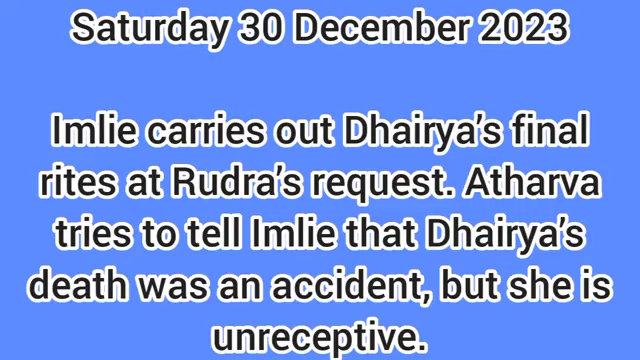 Saturday 30 December 2023
Imlie carries out Dhairya’s final
rites at Rudra’s request. Atharva
tries to tell Imlie that Dhairya’s
death was an accident, but she is
unreceptive.